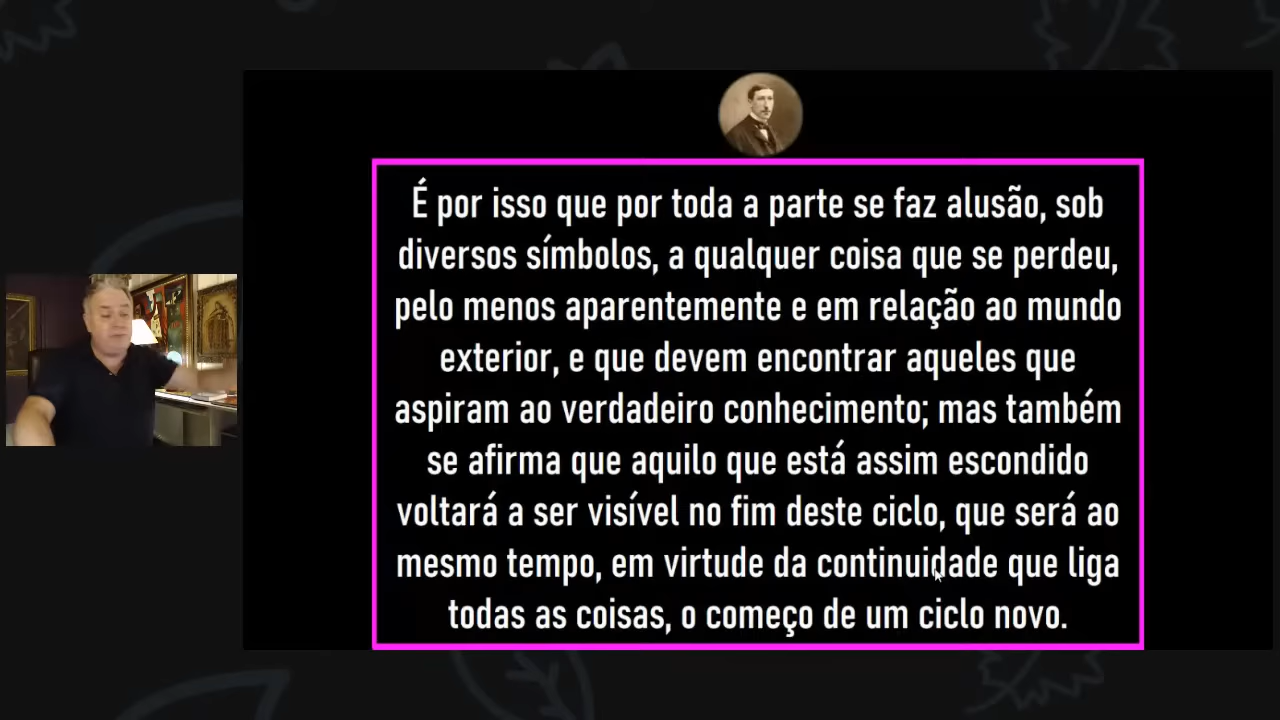 É por isso que por toda a parte se faz alusão, sob
diversos símbolos, a qualquer coisa que se perdeu,
pelo menos aparentemente e em relação ao mundo
exterior, e que devem encontrar aqueles que
aspiram ao verdadeiro conhecimento; mas também
se afirma que aquilo que está assim escondido
voltará a ser visível no fim deste ciclo, que será ao
mesmo tempo, em virtude da continuidade que liga
todas as coisas, o começo de um ciclo novo.